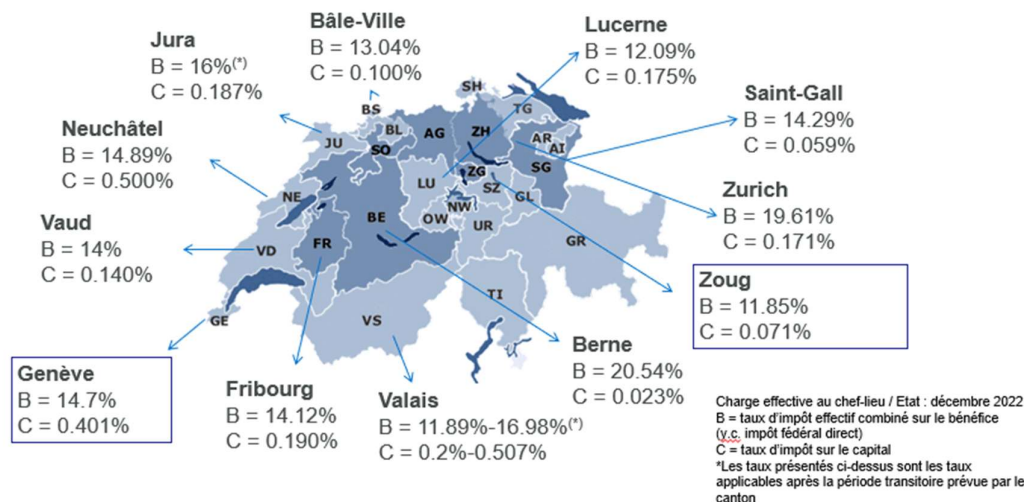 Jura
B = 16%(*)
C = 0.187%
Bâle-Ville
B = 13.04%
C = 0.100%
Lucerne
B = 12.09%
C = 0.175%
Saint-Gall
B = 14.29%
C = 0.059%
Neuchâtel
B = 14.89%
C = 0.500%
Zurich
B = 19.61%
C = 0.171%
Vaud
B = 14%
C = 0.140%
Zoug
B = 11.85%
C = 0.071%
Genève
B = 14.7%
C = 0.401%
Fribourg
B = 14.12%
C = 0.190%
Valais
B = 11.89%-16.98%(*)
C = 0.2%-0.507%
Berne
B = 20.54%
C = 0.023%
SH
BS
TG
BL
AG
ZH
JU
SO
AR
AI
SG
ZG
LU
SZ
NE
NW
GL
BE
OW
UR
FR
GR
VD
TI
GE
VS
Charge effective au chef-lieu / Etat : décembre 2022
B = taux d'impôt effectif combiné sur le bénéfice
(y.c. impôt fédéral direct)
C = taux d'impôt sur le capital
*Les taux présentés ci-dessus sont les taux
applicables après la période transitoire prévue par le
canton